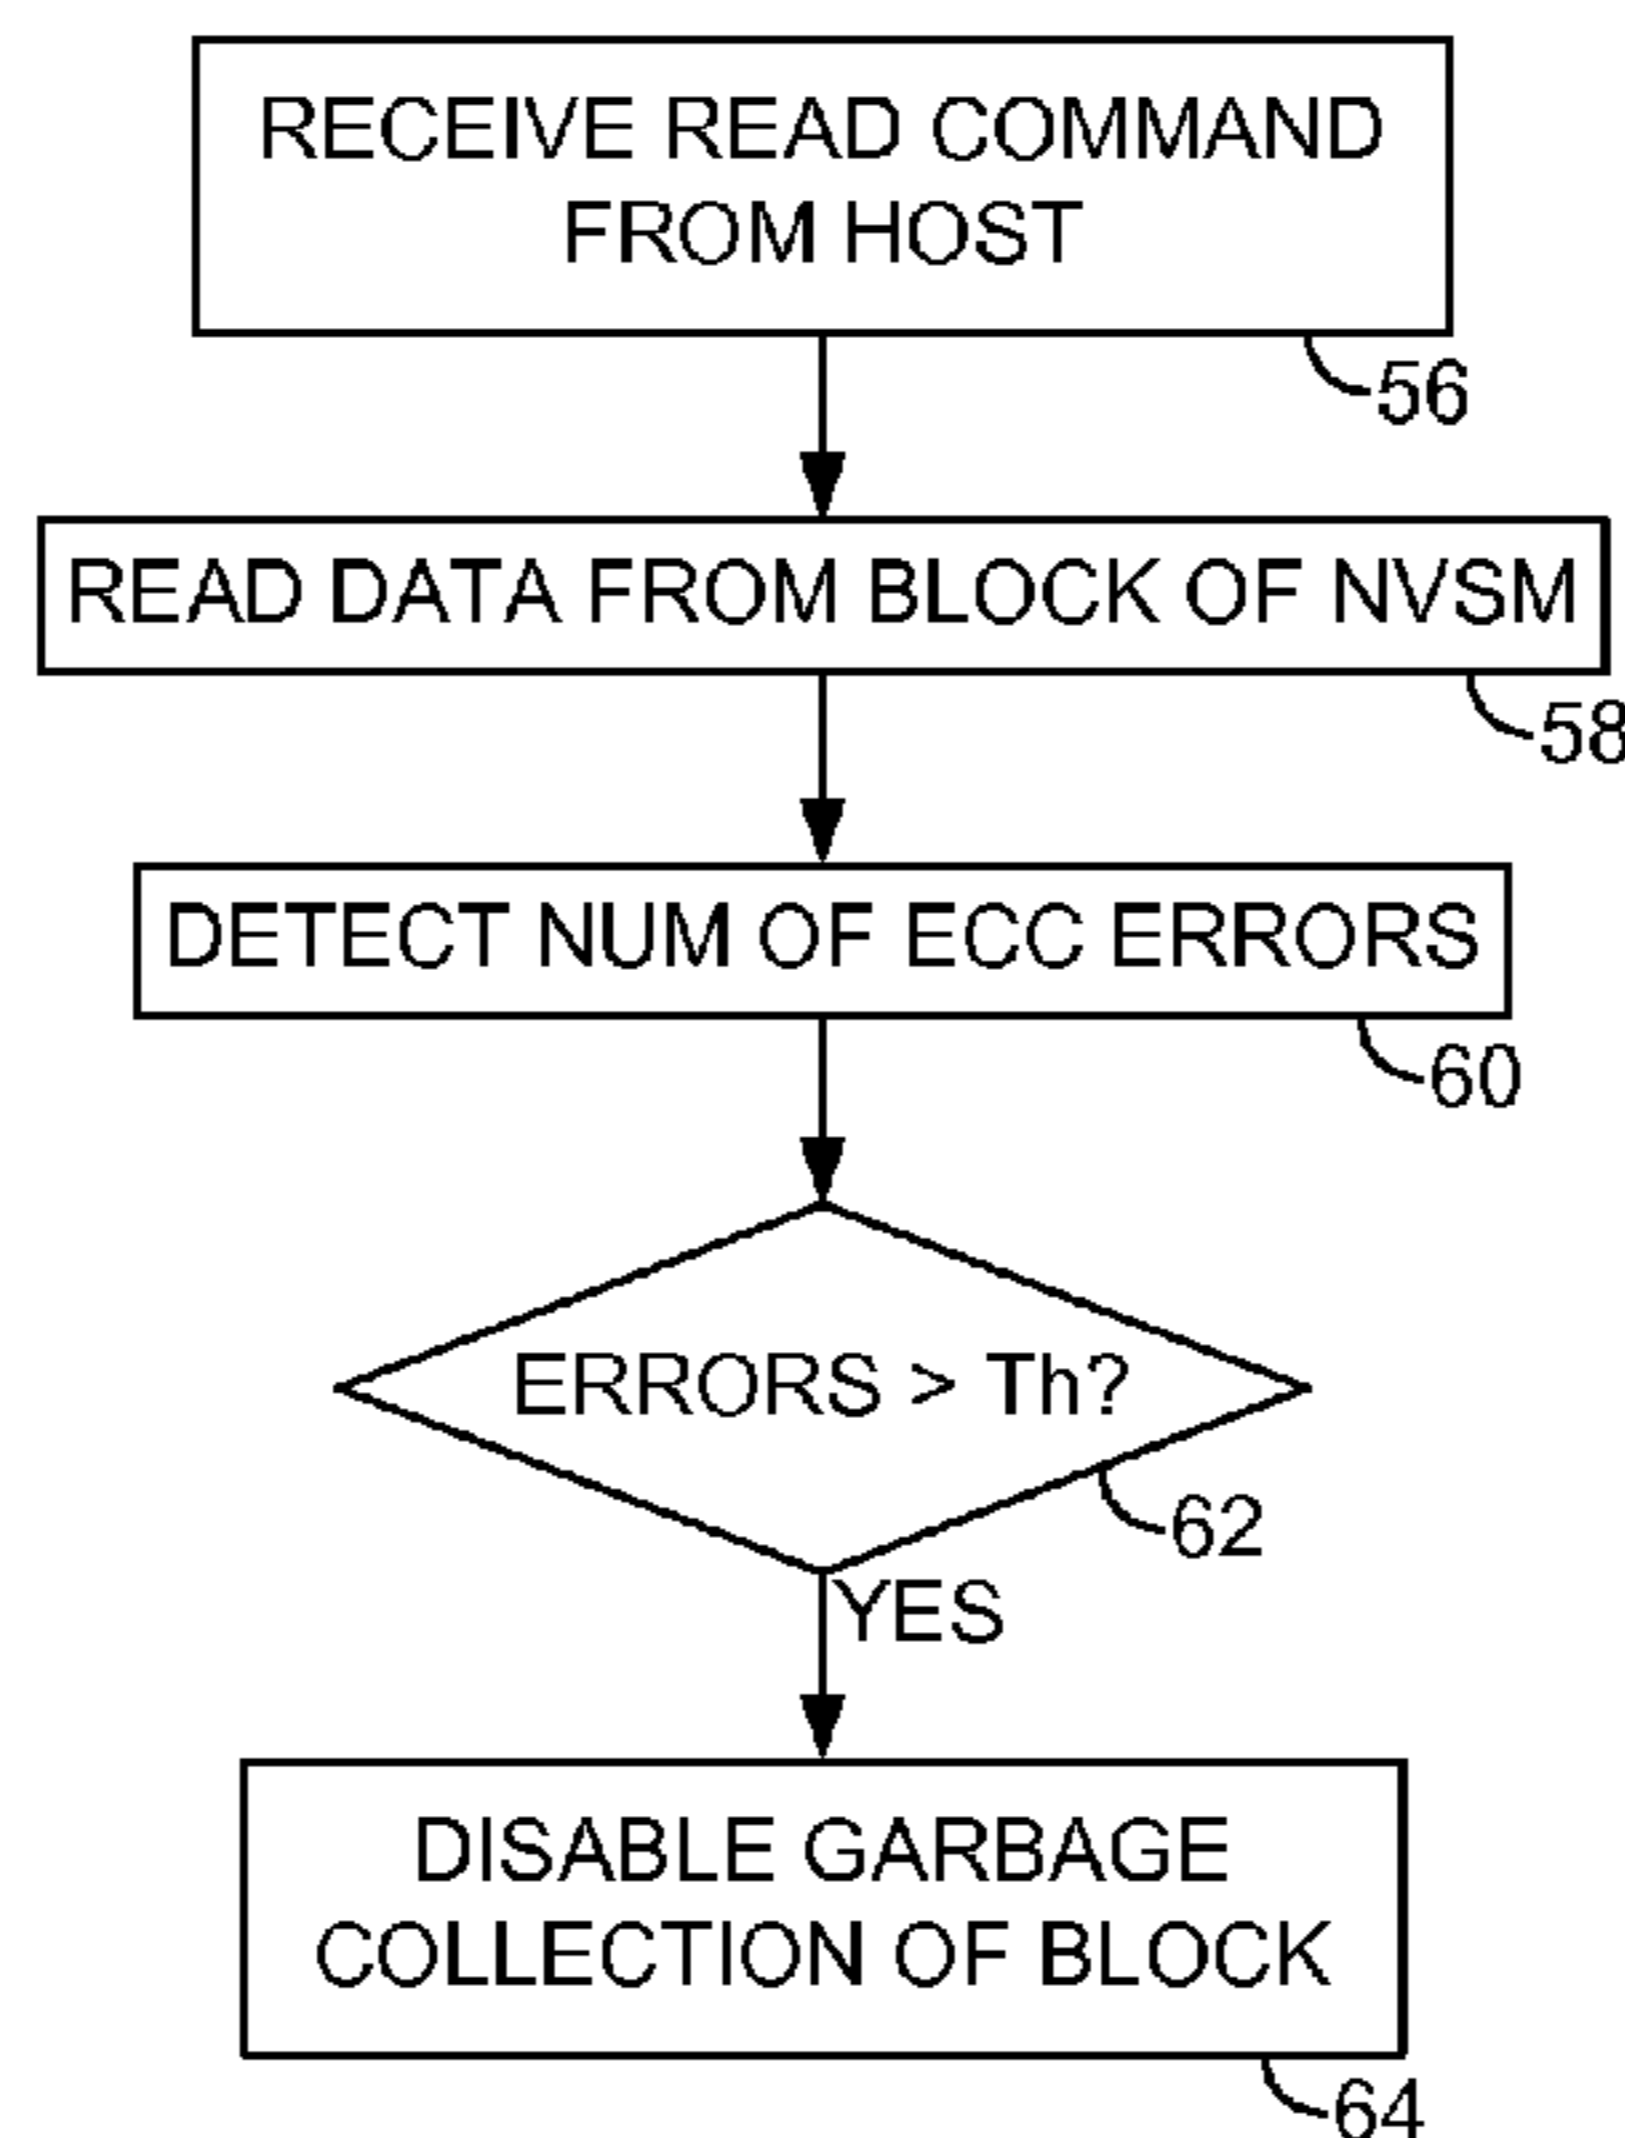 RECEIVE READ COMMAND
FROM HOST
56
READ DATA FROM BLOCK OF NVSM
58
DETECT NUM OF ECC ERRORS
60
ERRORS > Th?
62
YES
DISABLE GARBAGE
COLLECTION OF BLOCK
64